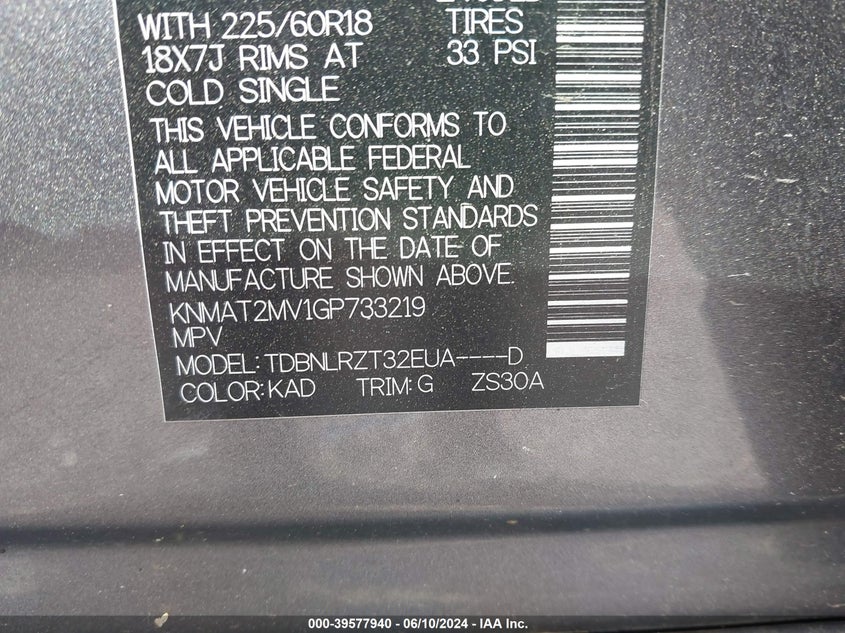 WITH 225/60R18 TIRES
18X7J RIMS AT 33 PSI
COLD SINGLE
THIS VEHICLE CONFORMS TO
ALL APPLICABLE FEDERAL
MOTOR VEHICLE SAFETY AND
THEFT PREVENTION STANDARDS
IN EFFECT ON THE DATE OF
MANUFACTURE SHOWN ABOVE.
KNMAT2MV1GP733219
MPV
MODEL: TDBNLRZT32EUA----D
COLOR: KAD TRIM: G ZS30A
000-39577940 - 06/10/2024 - IAA Inc.